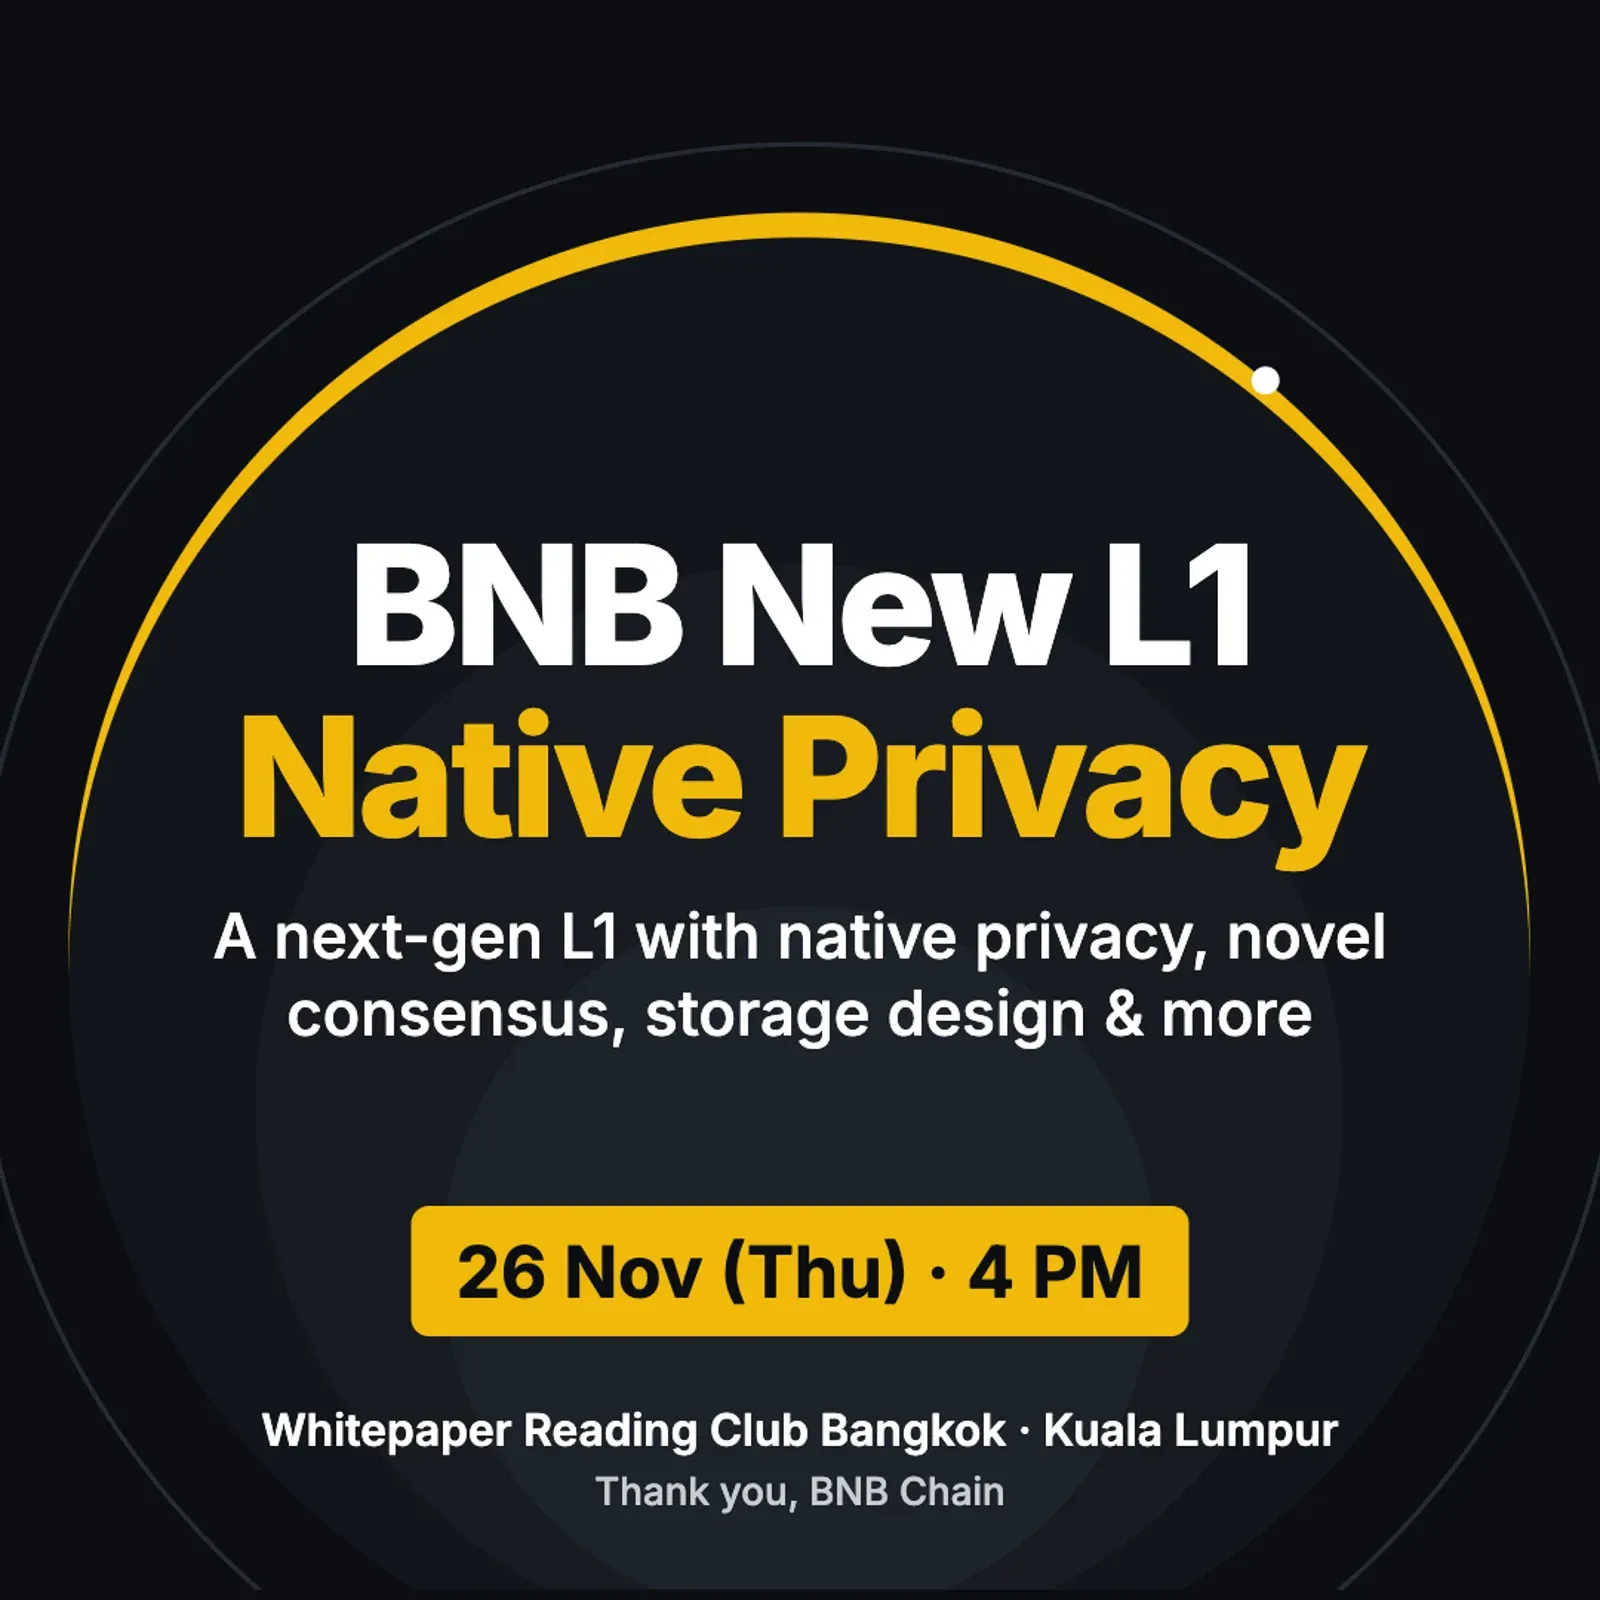 BNB New L1
Native Privacy
A next-gen L1 with native privacy, novel
consensus, storage design & more
26 Nov (Thu) · 4 PM
Whitepaper Reading Club Bangkok · Kuala Lumpur
Thank you, BNB Chain